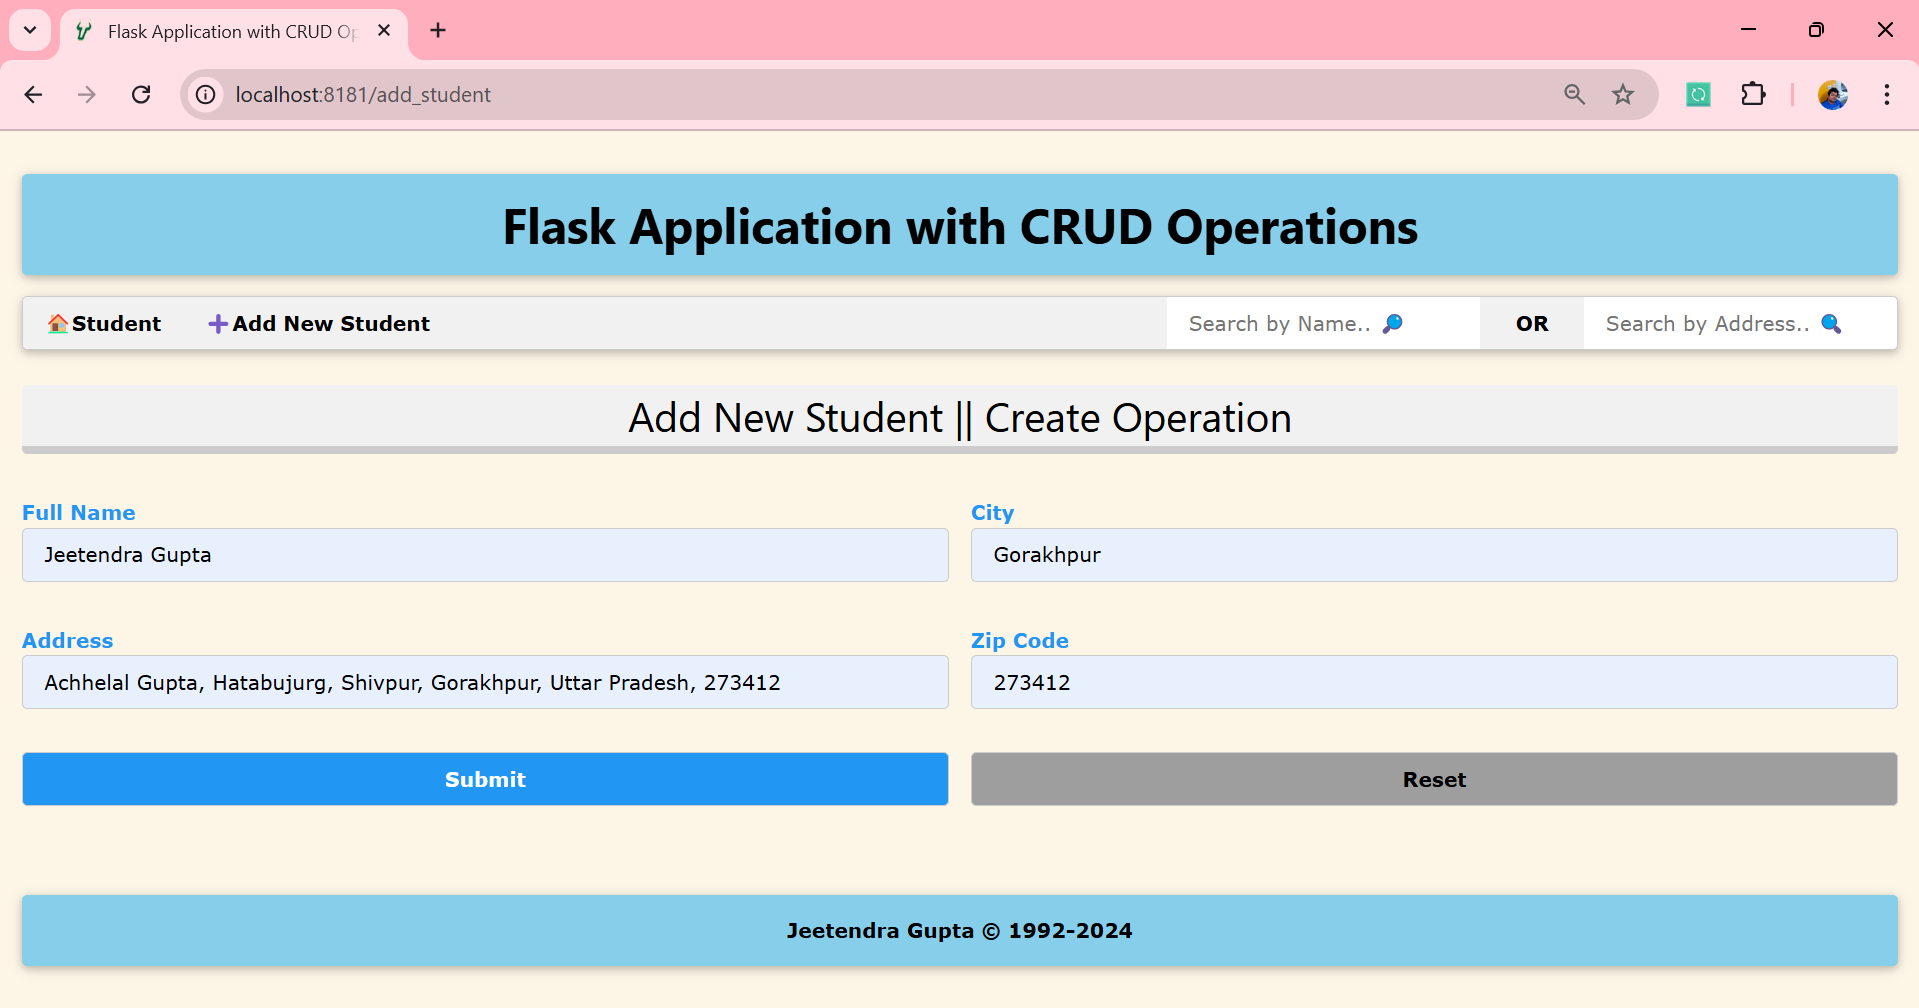 Flask Application with CRUD Op
localhost:8181/add_student
Flask Application with CRUD Operations
Student Add New Student Search by Name.. OR Search by Address..
Add New Student || Create Operation
Full Name City
Jeetendra Gupta Gorakhpur
Address Zip Code
Achhelal Gupta, Hatabujurg, Shivpur, Gorakhpur, Uttar Pradesh, 273412 273412
Submit Reset
Jeetendra Gupta © 1992-2024